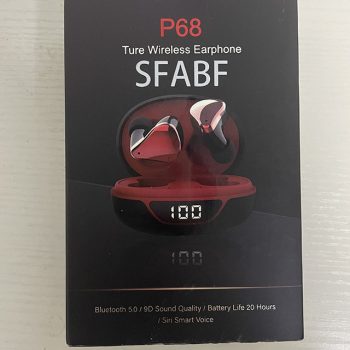 P68
Ture Wireless Earphone
SFABF
100
Bluetooth 5.0 / 9D Sound Quality / Battery Life 20 Hours
/ Siri Smart Voice